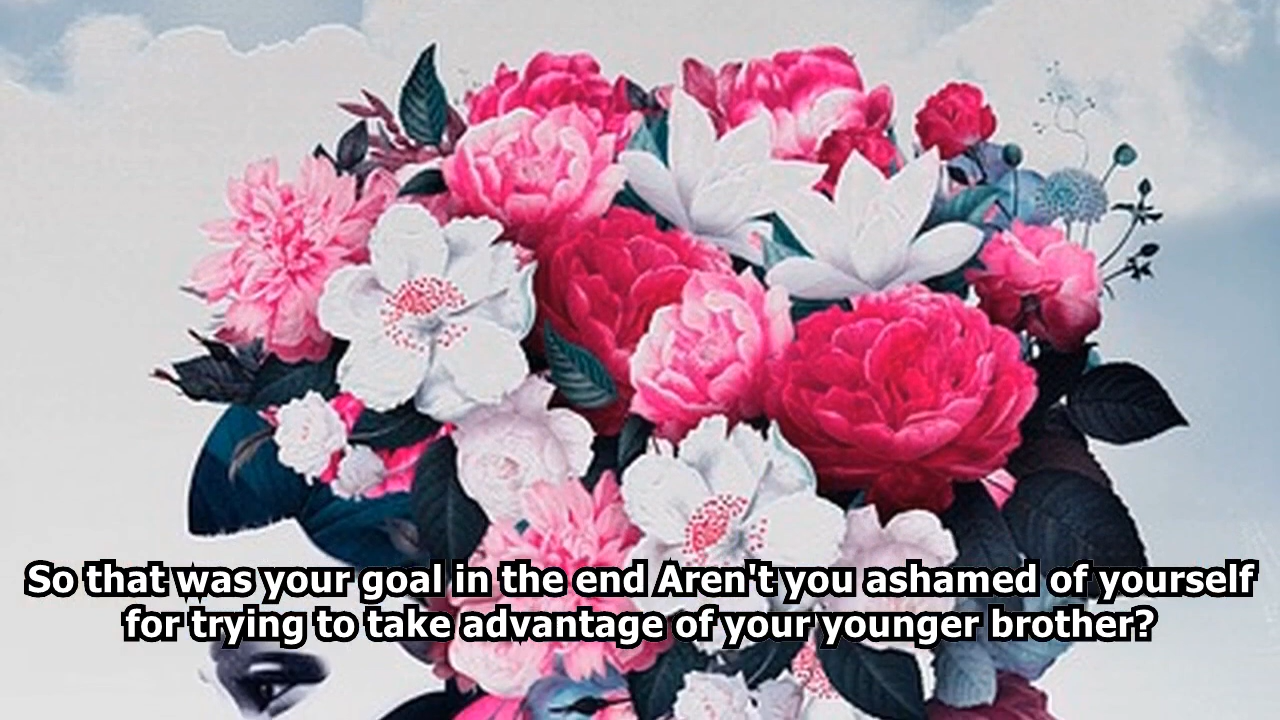 So that was your goal in the end Aren't you ashamed of yourself
for trying to take advantage of your younger brother?